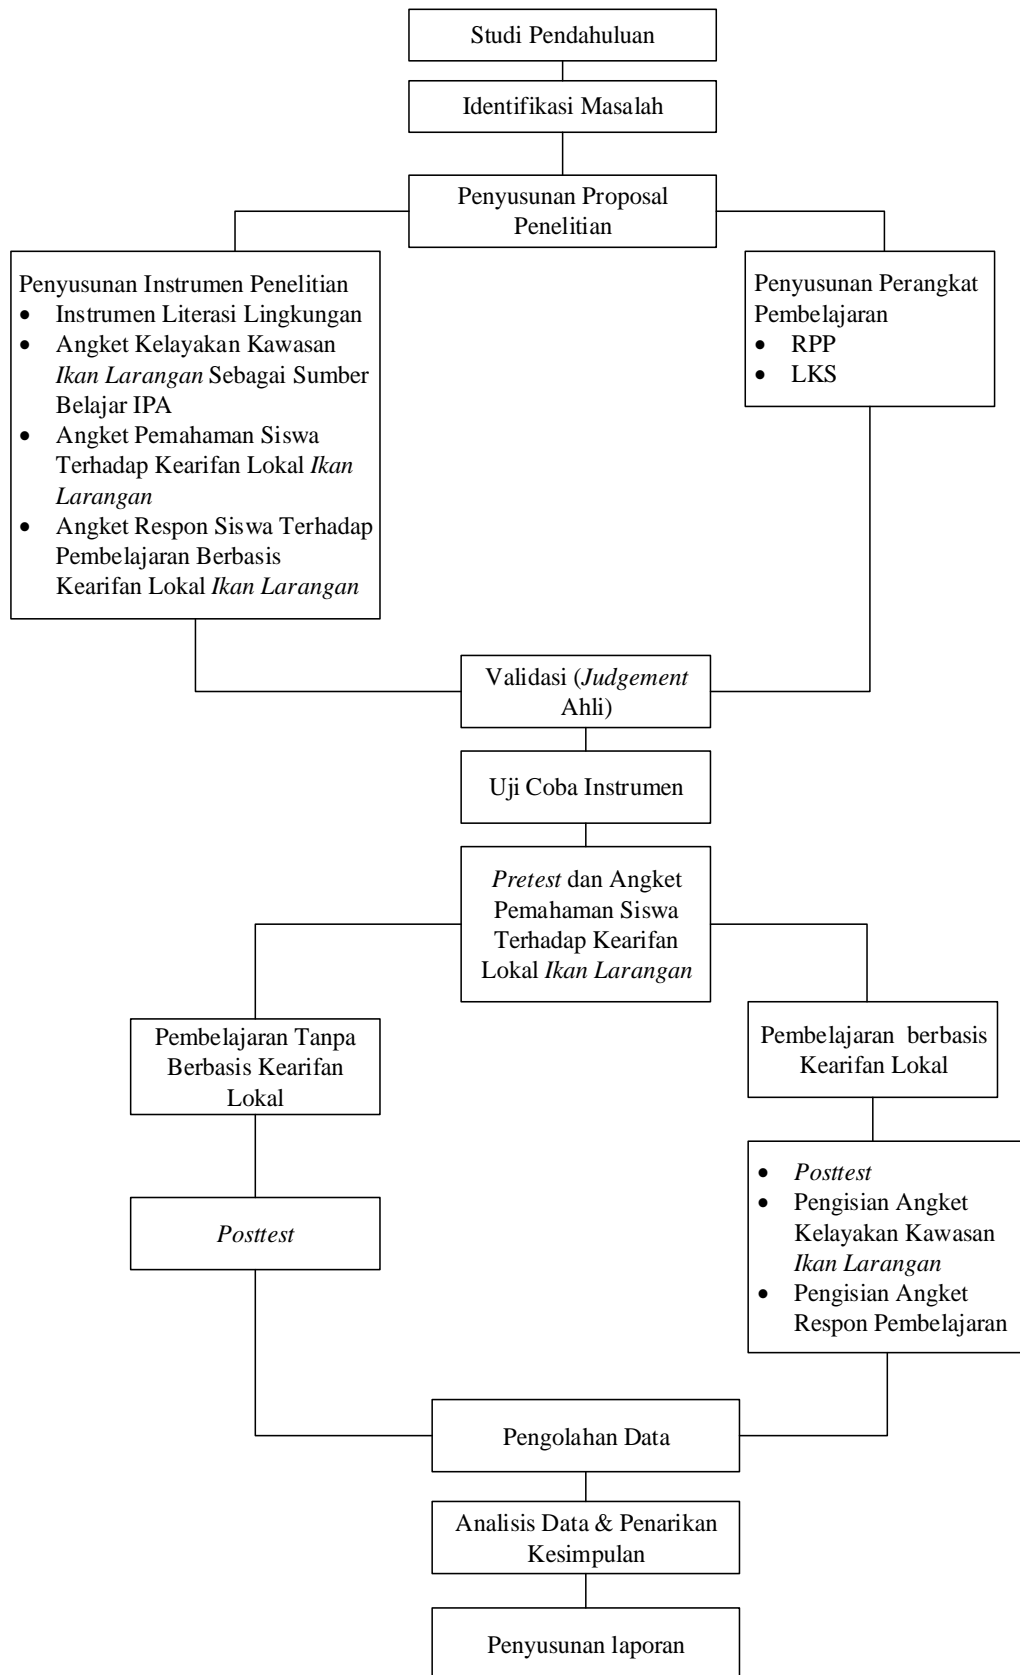 Studi Pendahuluan
Identifikasi Masalah
Penyusunan Proposal
Penelitian
Penyusunan Instrumen Penelitian
• Instrumen Literasi Lingkungan
• Angket Kelayakan Kawasan
Ikan Larangan Sebagai Sumber
Belajar IPA
• Angket Pemahaman Siswa
Terhadap Kearifan Lokal Ikan
Larangan
• Angket Respon Siswa Terhadap
Pembelajaran Berbasis
Kearifan Lokal Ikan Larangan
Penyusunan Perangkat
Pembelajaran
• RPP
• LKS
Validasi (Judgement
Ahli)
Uji Coba Instrumen
Pretest dan Angket
Pemahaman Siswa
Terhadap Kearifan
Lokal Ikan Larangan
Pembelajaran Tanpa
Berbasis Kearifan
Lokal
Pembelajaran berbasis
Kearifan Lokal
Posttest
• Posttest
• Pengisian Angket
Kelayakan Kawasan
Ikan Larangan
• Pengisian Angket
Respon Pembelajaran
Pengolahan Data
Analisis Data & Penarikan
Kesimpulan
Penyusunan laporan